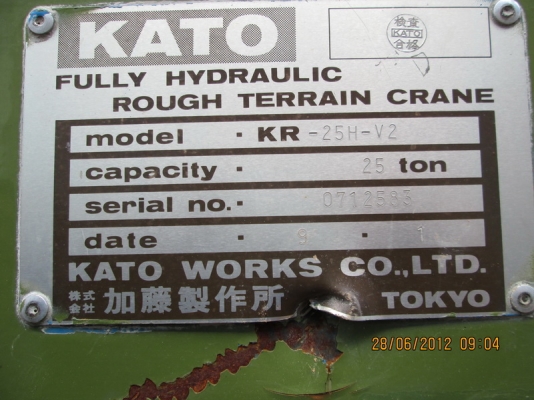 KATO
検査
KATO
合格
FULLY HYDRAULIC
ROUGH TERRAIN CRANE
model · KR -25H-V2
capacity · 25 ton
serial no.· 0712583
date · 9 ·
KATO WORKS CO.,LTD.
株式会社 加藤製作所 TOKYO
28/06/2012 09:04